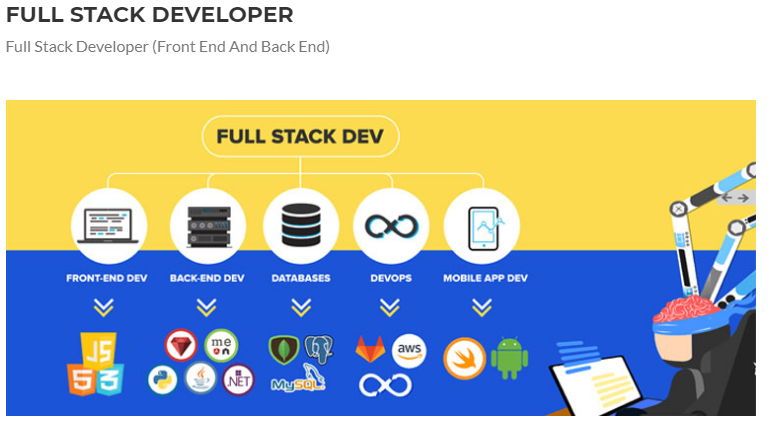 FULL STACK DEVELOPER
Full Stack Developer (Front End And Back End)
FULL STACK DEV
FRONT-END DEV
BACK-END DEV
DATABASES
DEVOPS
MOBILE APP DEV
JS
5
3
me
an
.NET
MySQL
aws